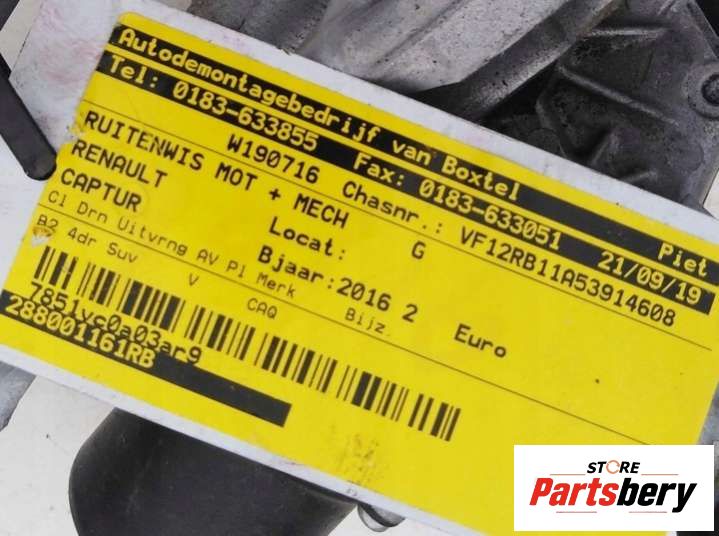 Autodemontagebedrijf van Boxtel Piet
Tel: 0183-633855 Fax: 0183-633051 21/09/19
W190716 Chasnr.: VF12RB11A53914608
RUITENWIS MOT + MECH G
RENAULT Locat:
CAPTUR Bjaar:2016 2 Euro
Cl Drn Uitvrng AV Pl Merk Bijz.
B2 4dr Suv V CAQ
7851vc0a03ar9
288001161RB
STORE
Partsbery